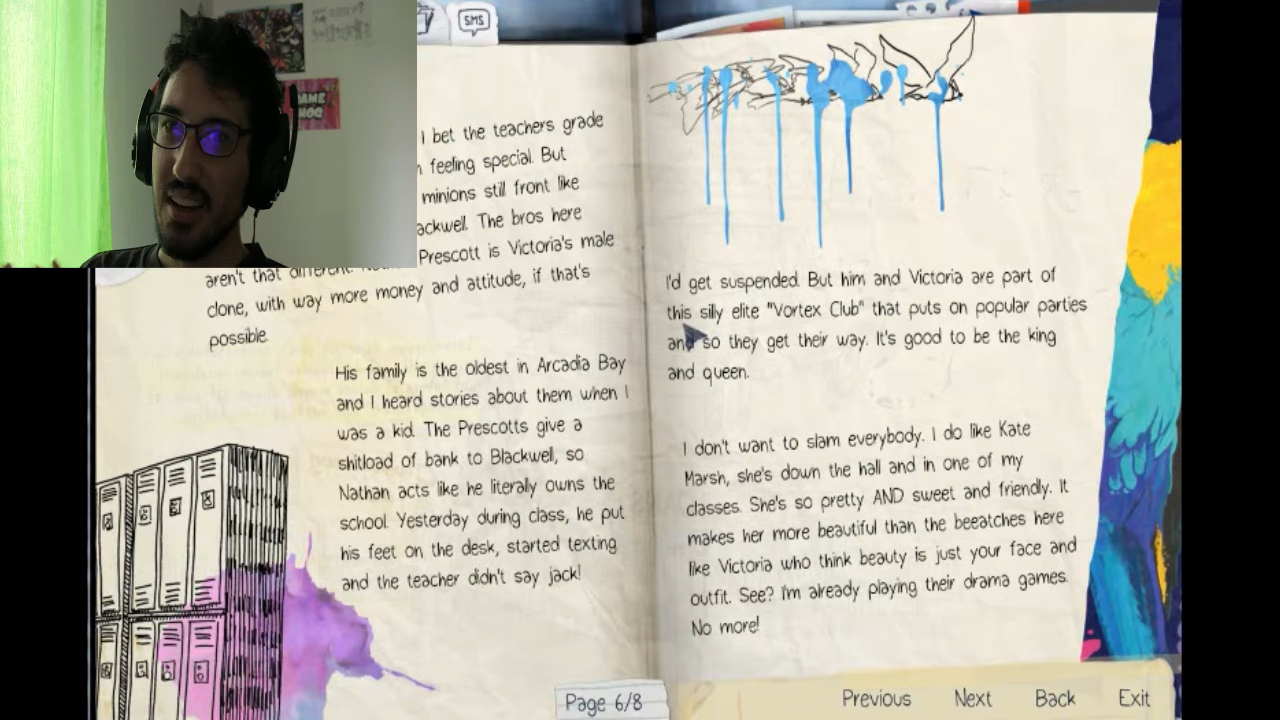 SMS
GAME
I bet the teachers grade
feeling special. But
minions still front like
ackwell. The bros here
aren't that different.
Prescott is Victoria's male
clone, with way more money and attitude, if that's
possible.
His family is the oldest in Arcadia Bay
and I heard stories about them when I
was a kid. The Prescotts give a
shitload of bank to Blackwell, so
Nathan acts like he literally owns the
school. Yesterday during class, he put
his feet on the desk, started texting
and the teacher didn't say jack!
I'd get suspended. But him and Victoria are part of
this silly elite "Vortex Club" that puts on popular parties
and so they get their way. It's good to be the king
and queen.
I don't want to slam everybody. I do like Kate
Marsh, she's down the hall and in one of my
classes. She's so pretty AND sweet and friendly. It
makes her more beautiful than the beeatches here
like Victoria who think beauty is just your face and
outfit. See? I'm already playing their drama games.
No more!
Page 6/8
Previous Next Back Exit